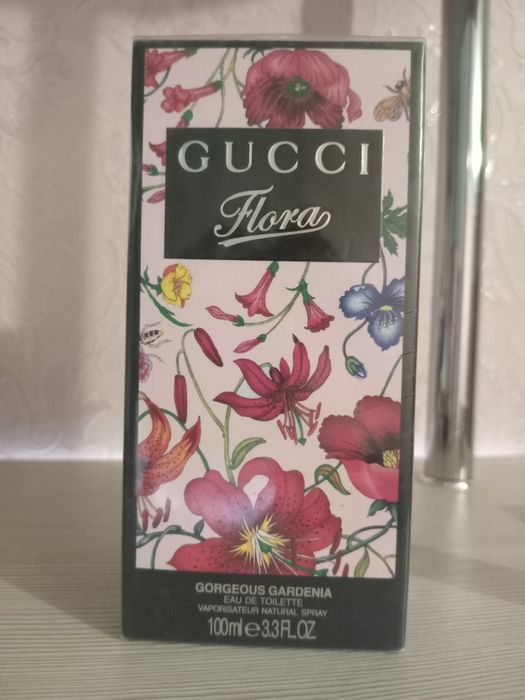 GUCCI
Flora
GORGEOUS GARDENIA
EAU DE TOILETTE
VAPORISATEUR NATURAL SPRAY
100ml e 3.3 FL.OZ